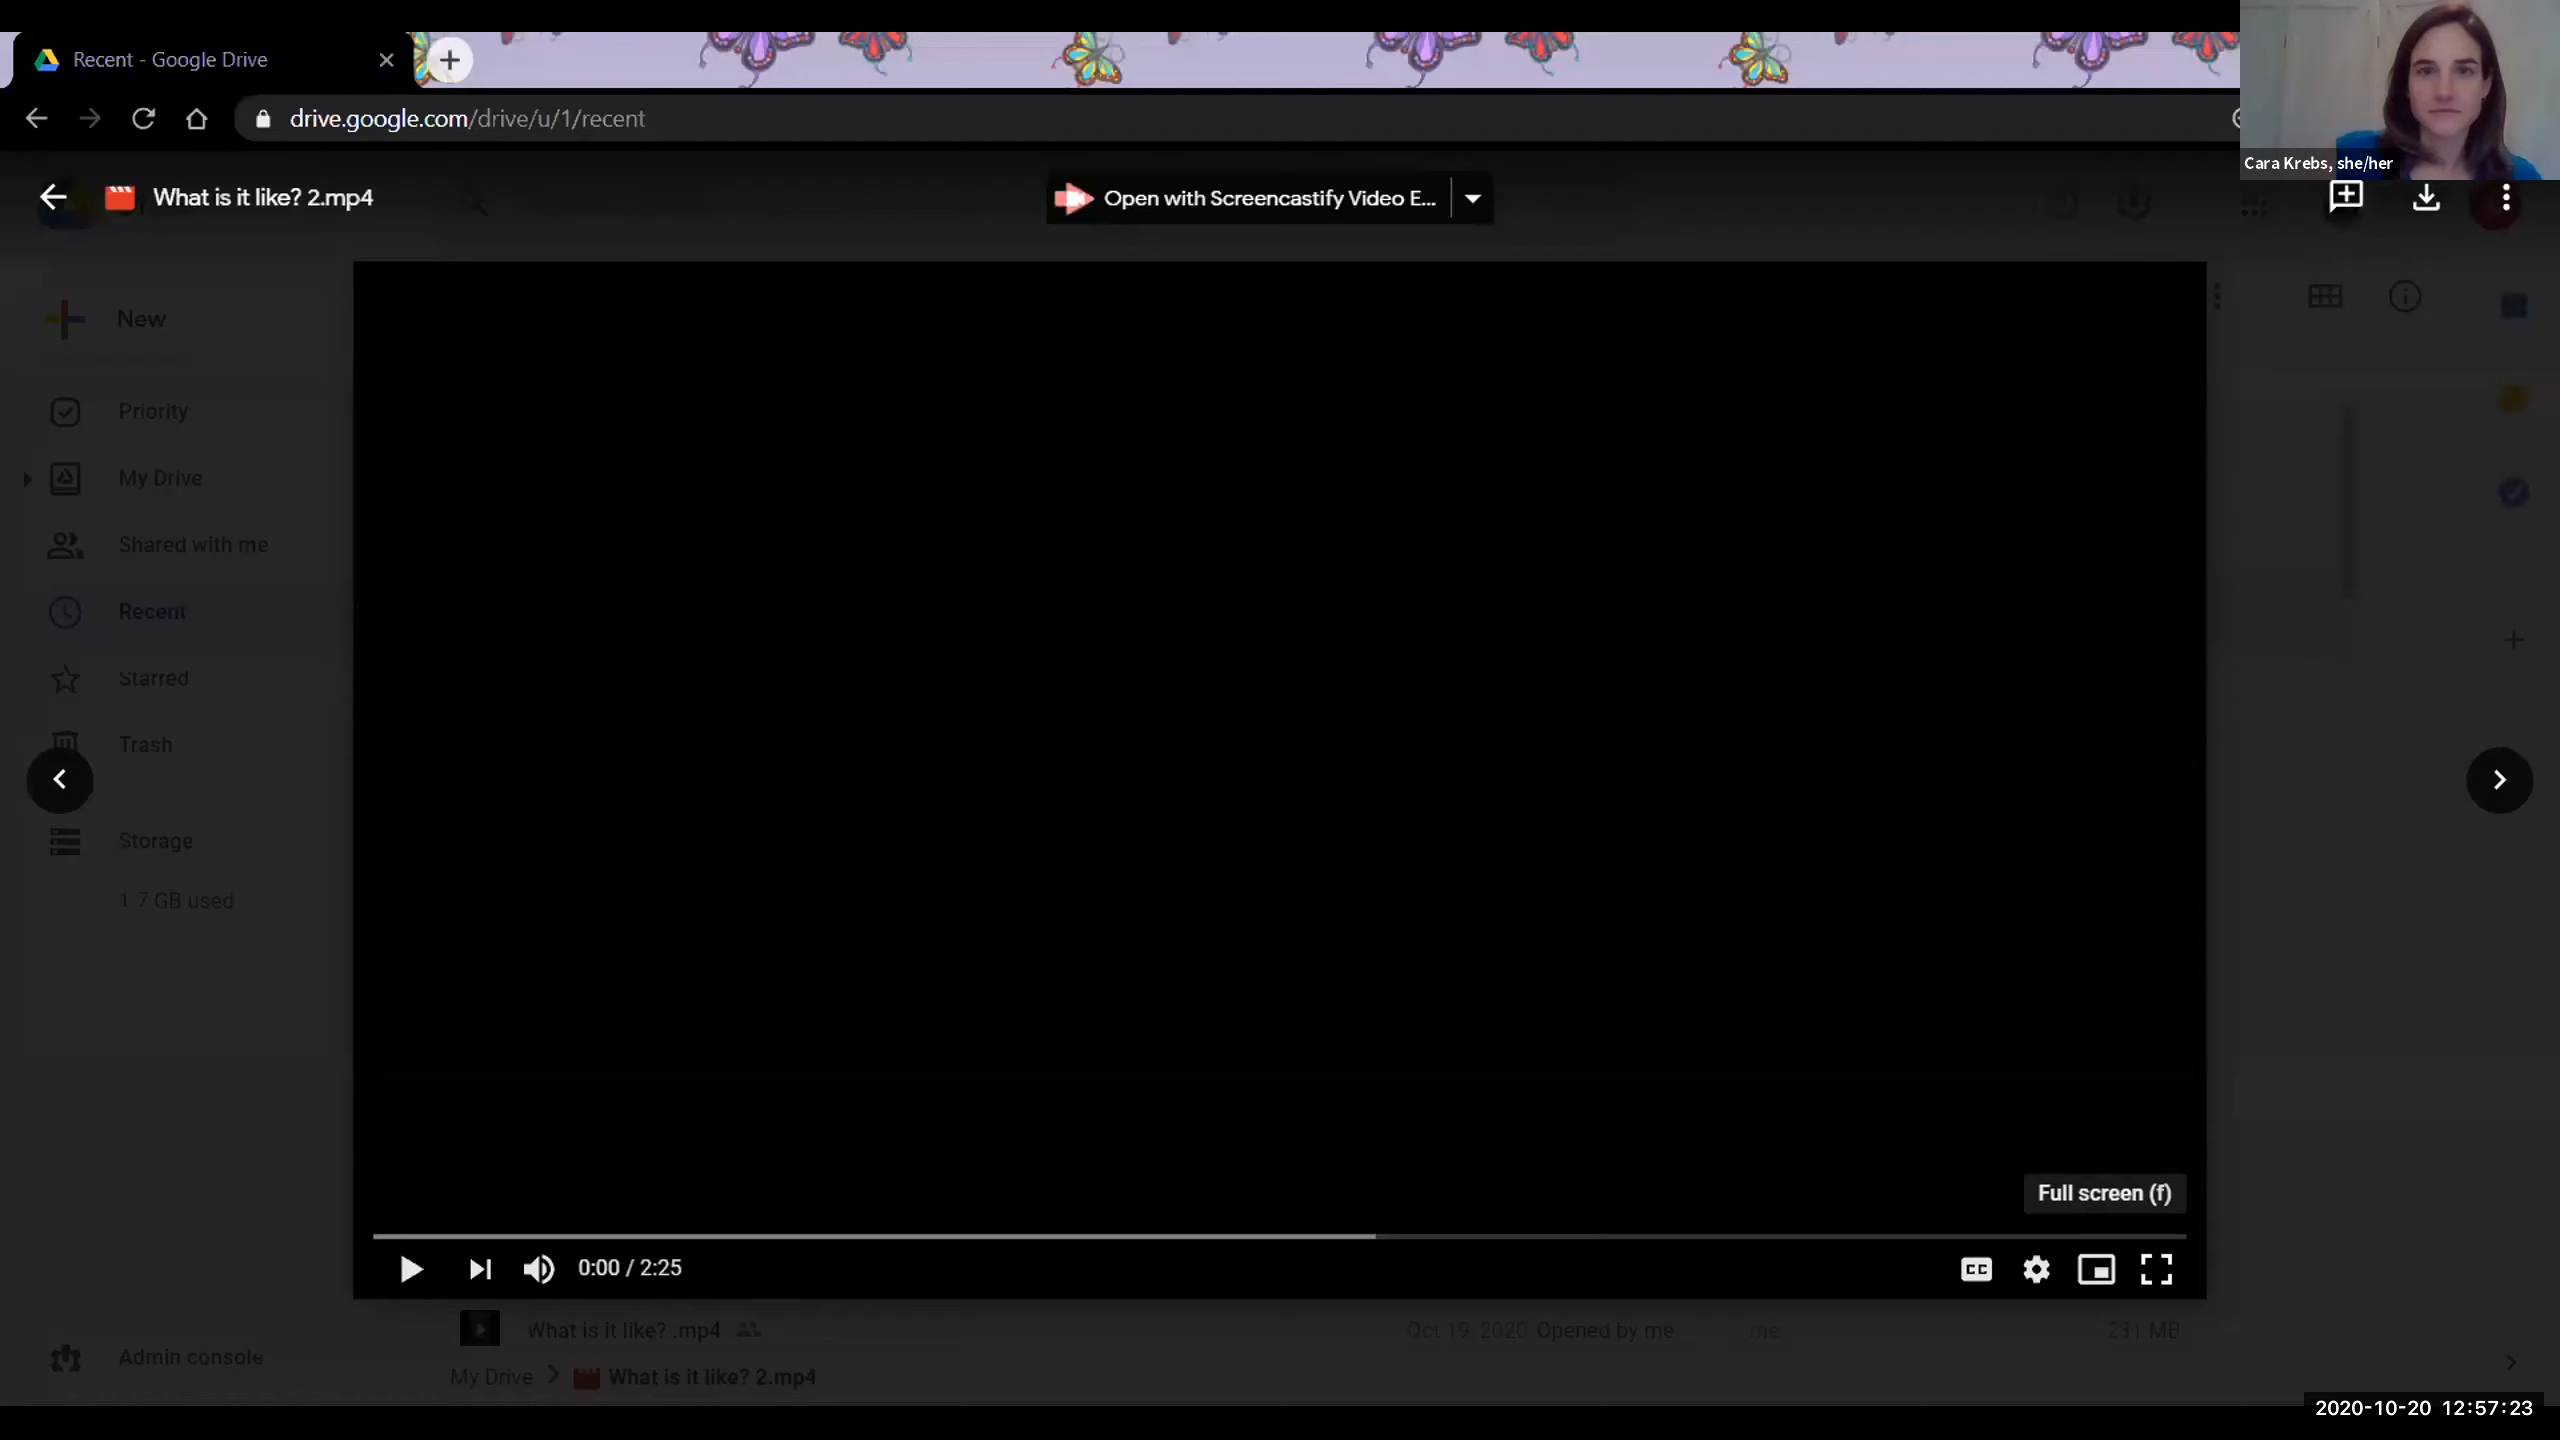 Recent - Google Drive
drive.google.com/drive/u/1/recent
Cara Krebs, she/her
What is it like? 2.mp4
Open with Screencastify Video E...
New
Priority
My Drive
Shared with me
Recent
Starred
Trash
Storage
1.7 GB used
Full screen (f)
0:00 / 2:25
CC
What is it like? .mp4
Oct 19, 2020 Opened by me
me
231 MB
Admin console
My Drive
What is it like? 2.mp4
2020-10-20 12:57:23